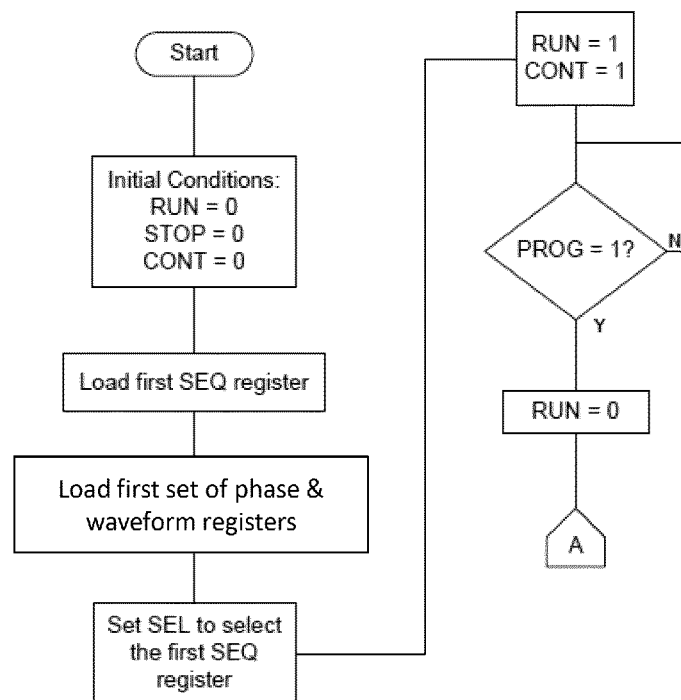 Start
Initial Conditions:
RUN = 0
STOP = 0
CONT = 0
Load first SEQ register
Load first set of phase &
waveform registers
Set SEL to select
the first SEQ
register
RUN = 1
CONT = 1
PROG = 1?
N
Y
RUN = 0
A